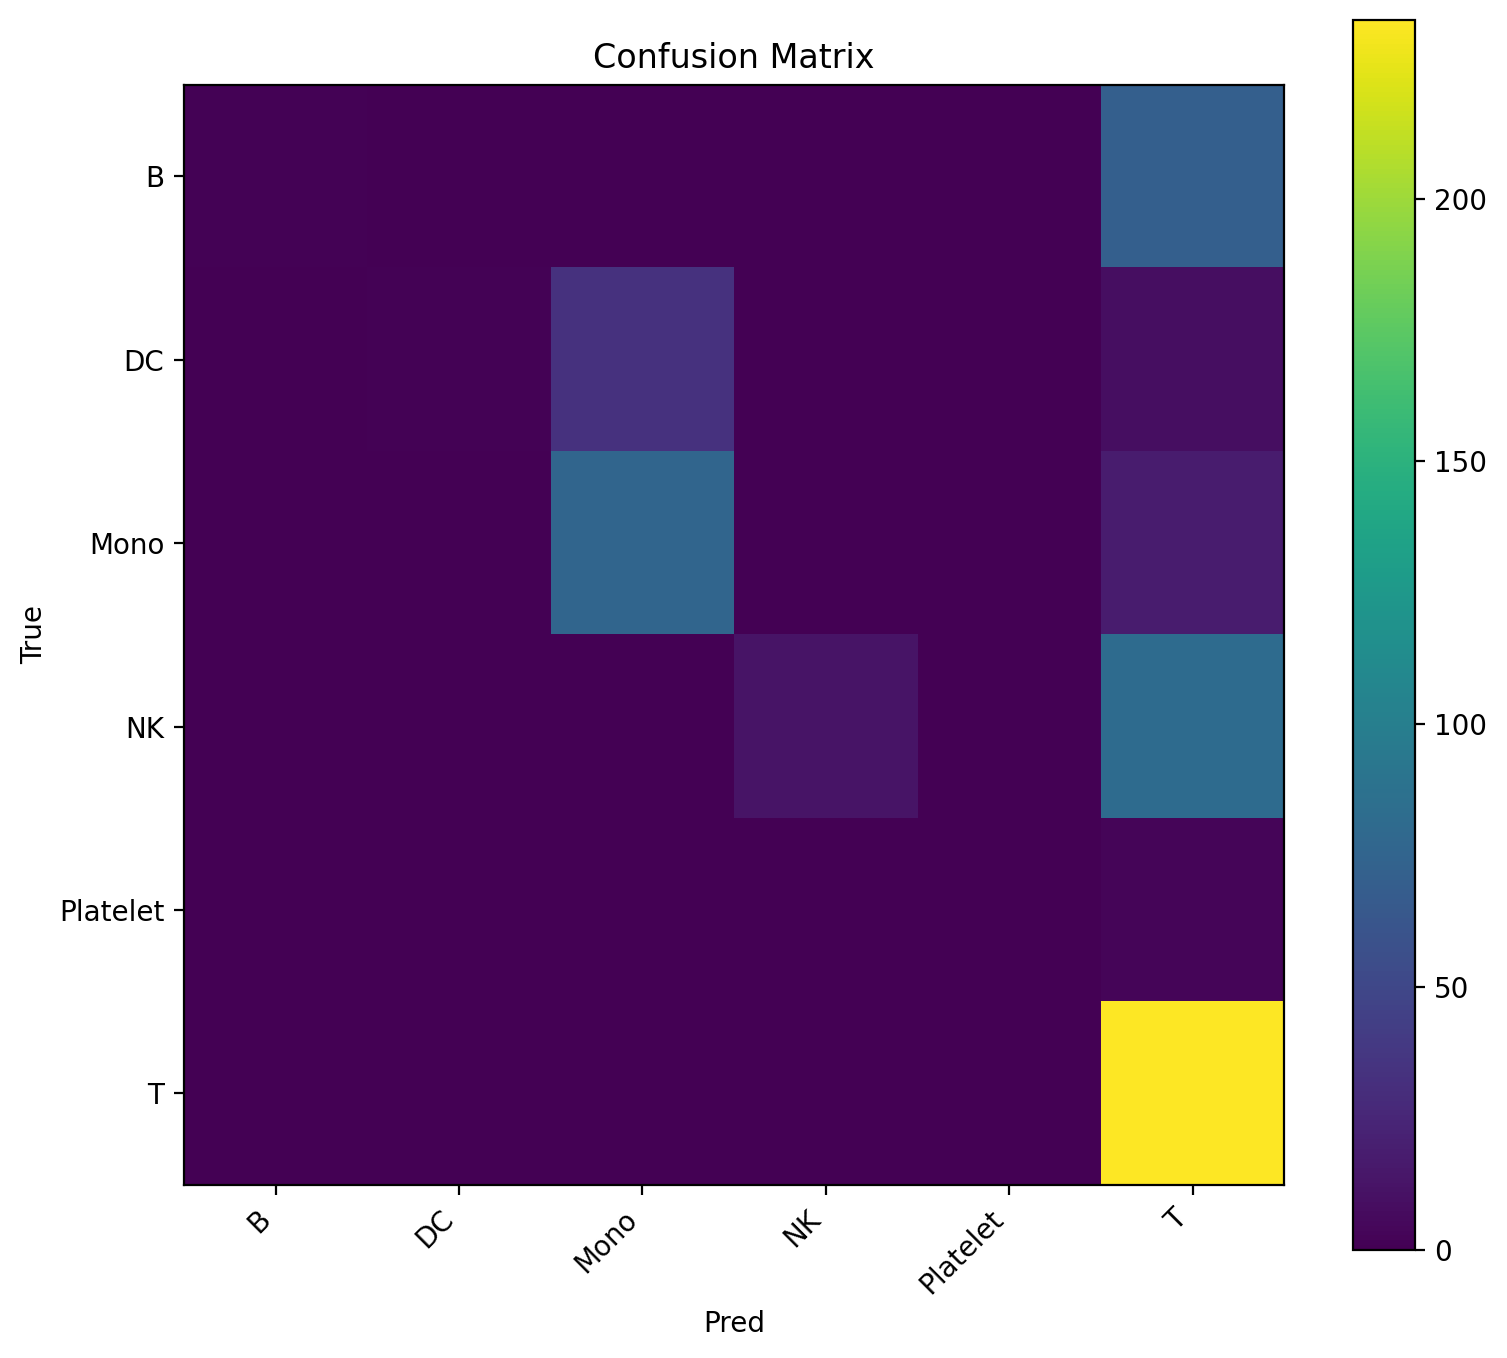 Confusion Matrix
B
DC
Mono
NK
Platelet
T
True
B
DC
Mono
NK
Platelet
T
Pred
200
150
100
50
0